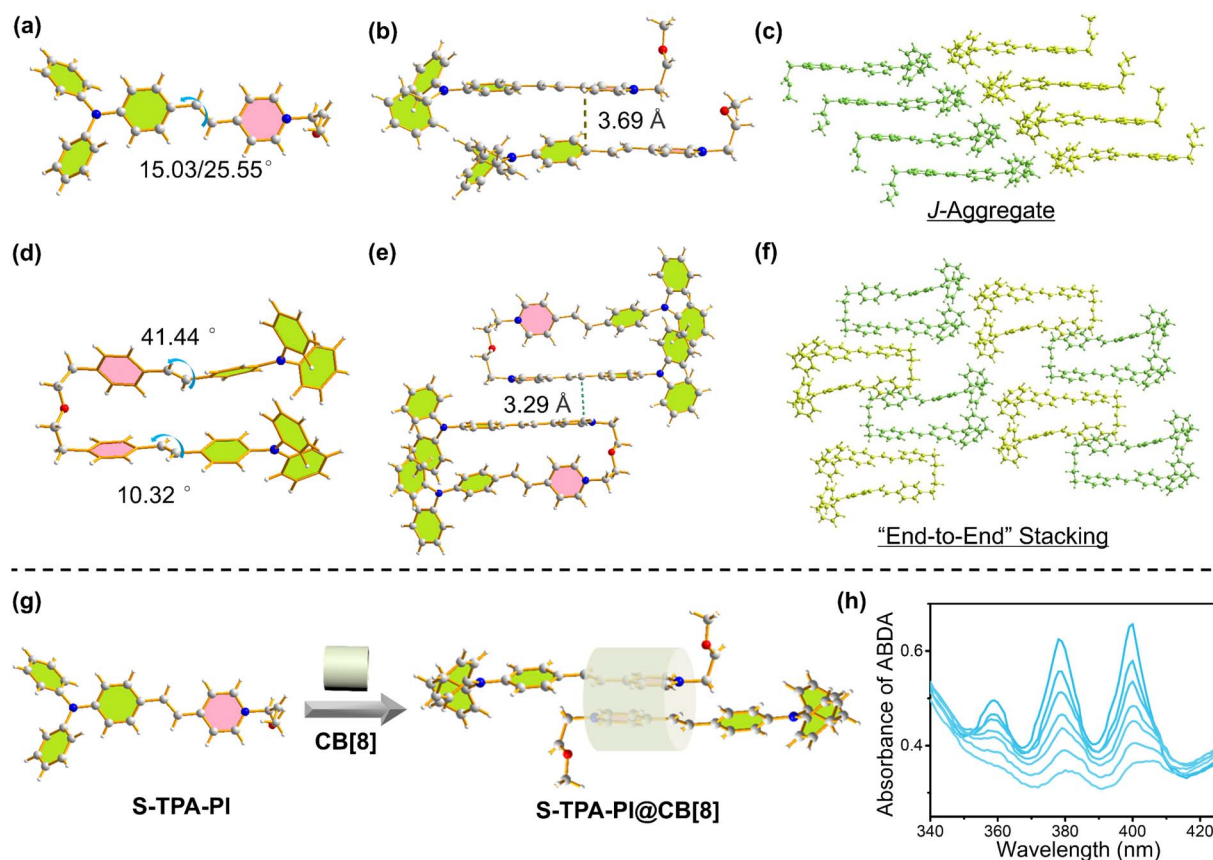 (a)
15.03/25.55°
(b)
3.69 Å
(c)
J-Aggregate
(d)
41.44 °
10.32 °
(e)
3.29 Å
(f)
“End-to-End” Stacking
(g)
CB[8]
S-TPA-PI
S-TPA-PI@CB[8]
(h)
Absorbance of ABDA
0.6
0.4
340
360
380
400
420
Wavelength (nm)